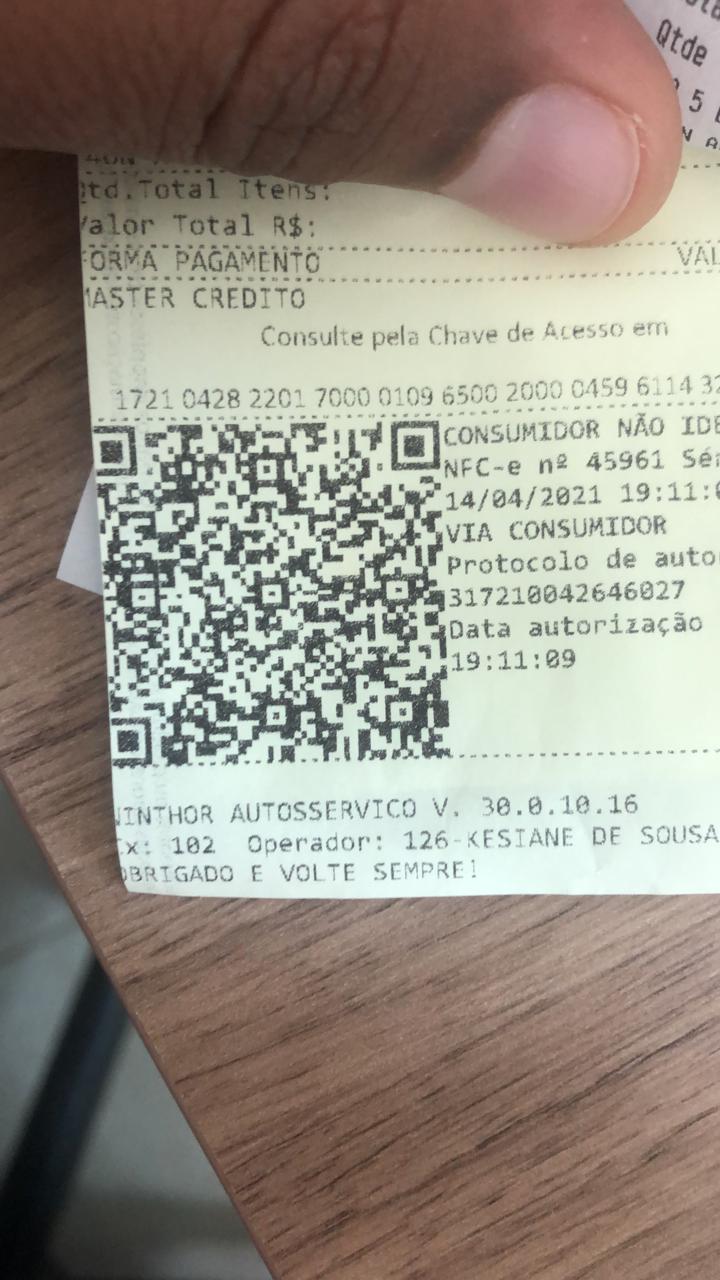 Qtde
5
Qtd.Total Itens:
Valor Total R$:
FORMA PAGAMENTO VAL
MASTER CREDITO
Consulte pela Chave de Acesso em
1721 0428 2201 7000 0109 6500 2000 0459 6114 32
CONSUMIDOR NÃO IDE
NFC-e nº 45961 Sér
14/04/2021 19:11:0
VIA CONSUMIDOR
Protocolo de autor
317210042646027
Data autorização
19:11:09
WINTHOR AUTOSSERVICO V. 30.0.10.16
Cx: 102 Operador: 126-KESIANE DE SOUSA
OBRIGADO E VOLTE SEMPRE!